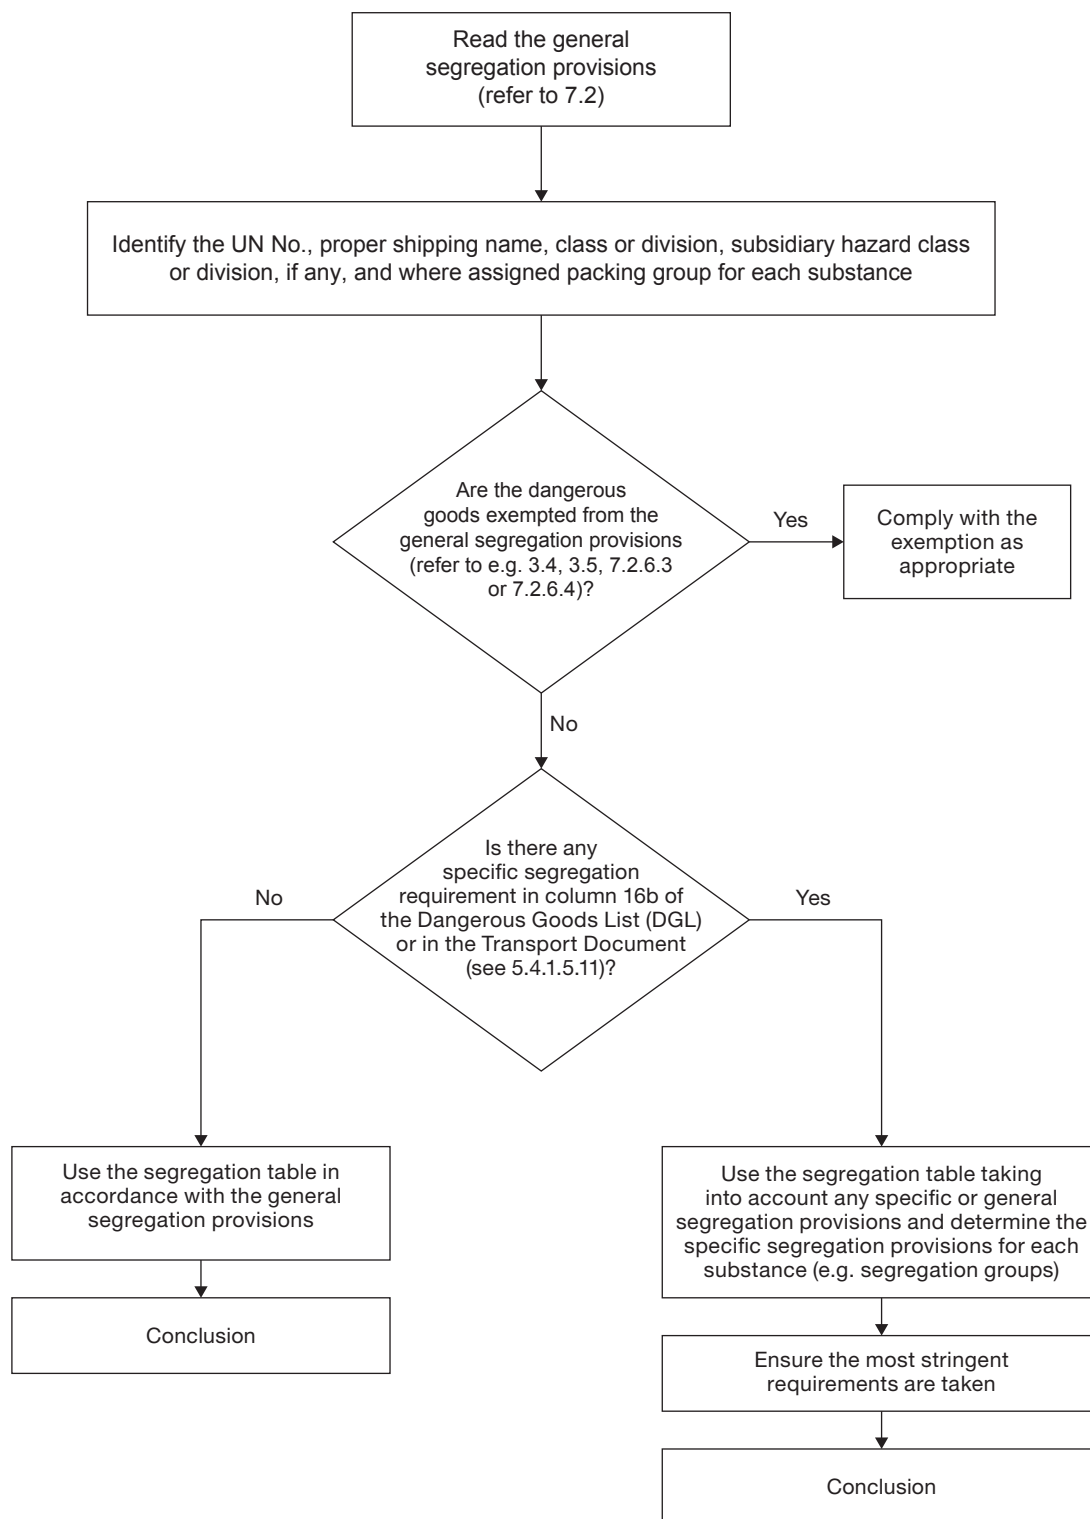 Read the general
segregation provisions
(refer to 7.2)
Identify the UN No., proper shipping name, class or division, subsidiary hazard class
or division, if any, and where assigned packing group for each substance
Are the dangerous
goods exempted from the
general segregation provisions
(refer to e.g. 3.4, 3.5, 7.2.6.3
or 7.2.6.4)?
Yes
Comply with the
exemption as
appropriate
No
Is there any
specific segregation
requirement in column 16b of
the Dangerous Goods List (DGL)
or in the Transport Document
(see 5.4.1.5.11)?
No
Yes
Use the segregation table in
accordance with the general
segregation provisions
Conclusion
Use the segregation table taking
into account any specific or general
segregation provisions and determine the
specific segregation provisions for each
substance (e.g. segregation groups)
Ensure the most stringent
requirements are taken
Conclusion